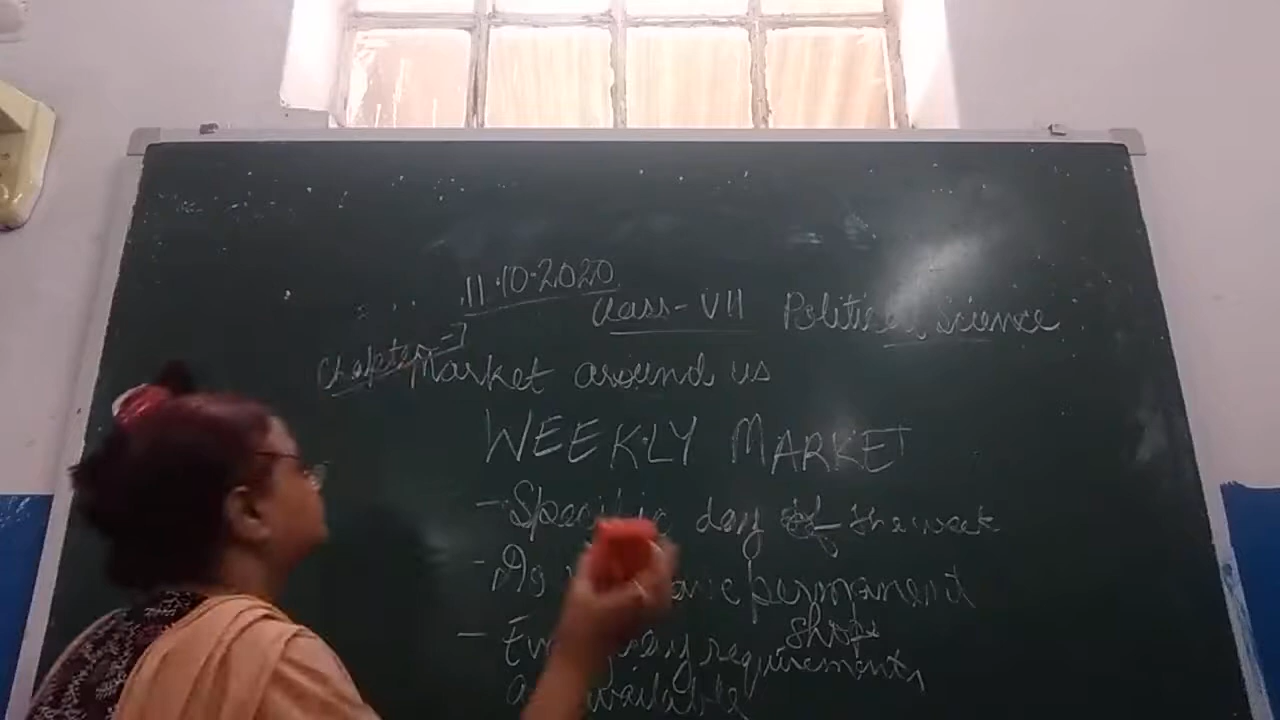 11.10.2020
Class-VII Political Science
Chapter-7
Market around us
WEEKLY MARKET
- Specific day of the week
- permanent
shops
- requirements
available